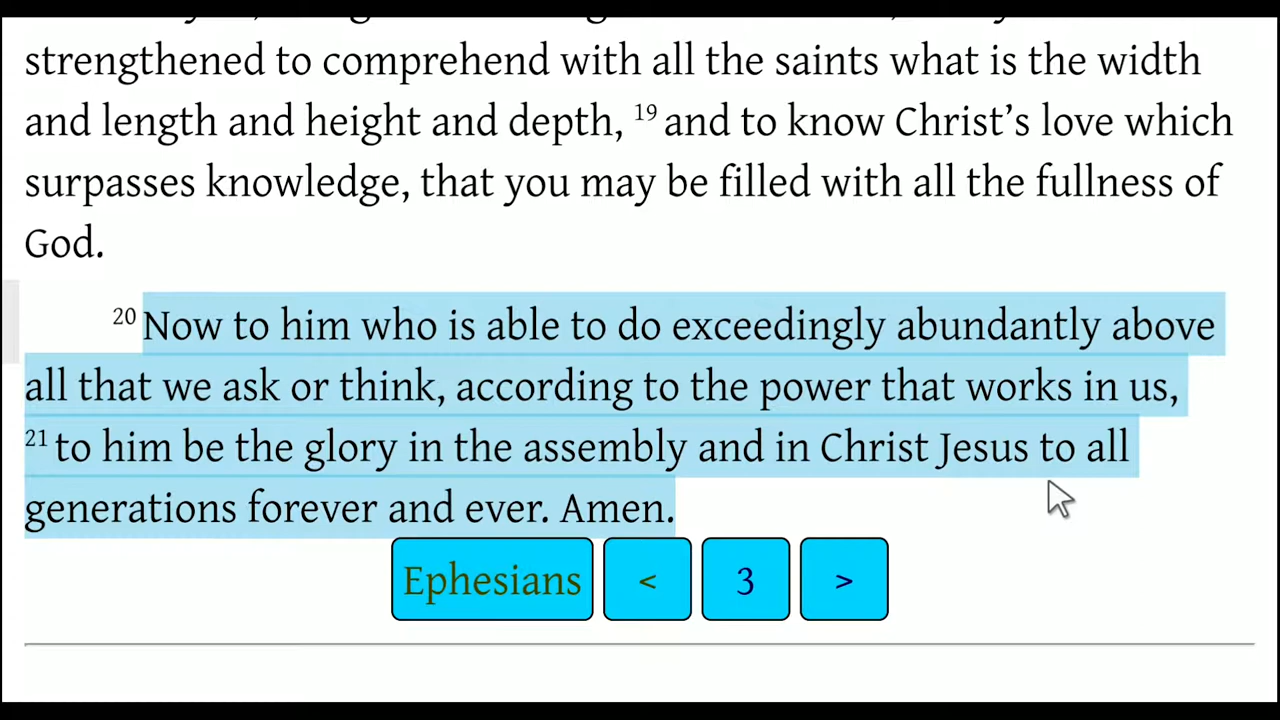 strengthened to comprehend with all the saints what is the width
and length and height and depth, 19 and to know Christ’s love which
surpasses knowledge, that you may be filled with all the fullness of
God.
20 Now to him who is able to do exceedingly abundantly above
all that we ask or think, according to the power that works in us,
21 to him be the glory in the assembly and in Christ Jesus to all
generations forever and ever. Amen.
Ephesians < 3 >